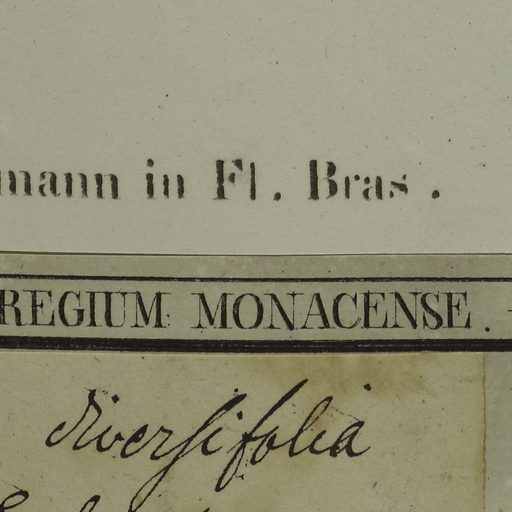 mann in Fl. Bras.
REGIUM MONACENSE.
diversifolia